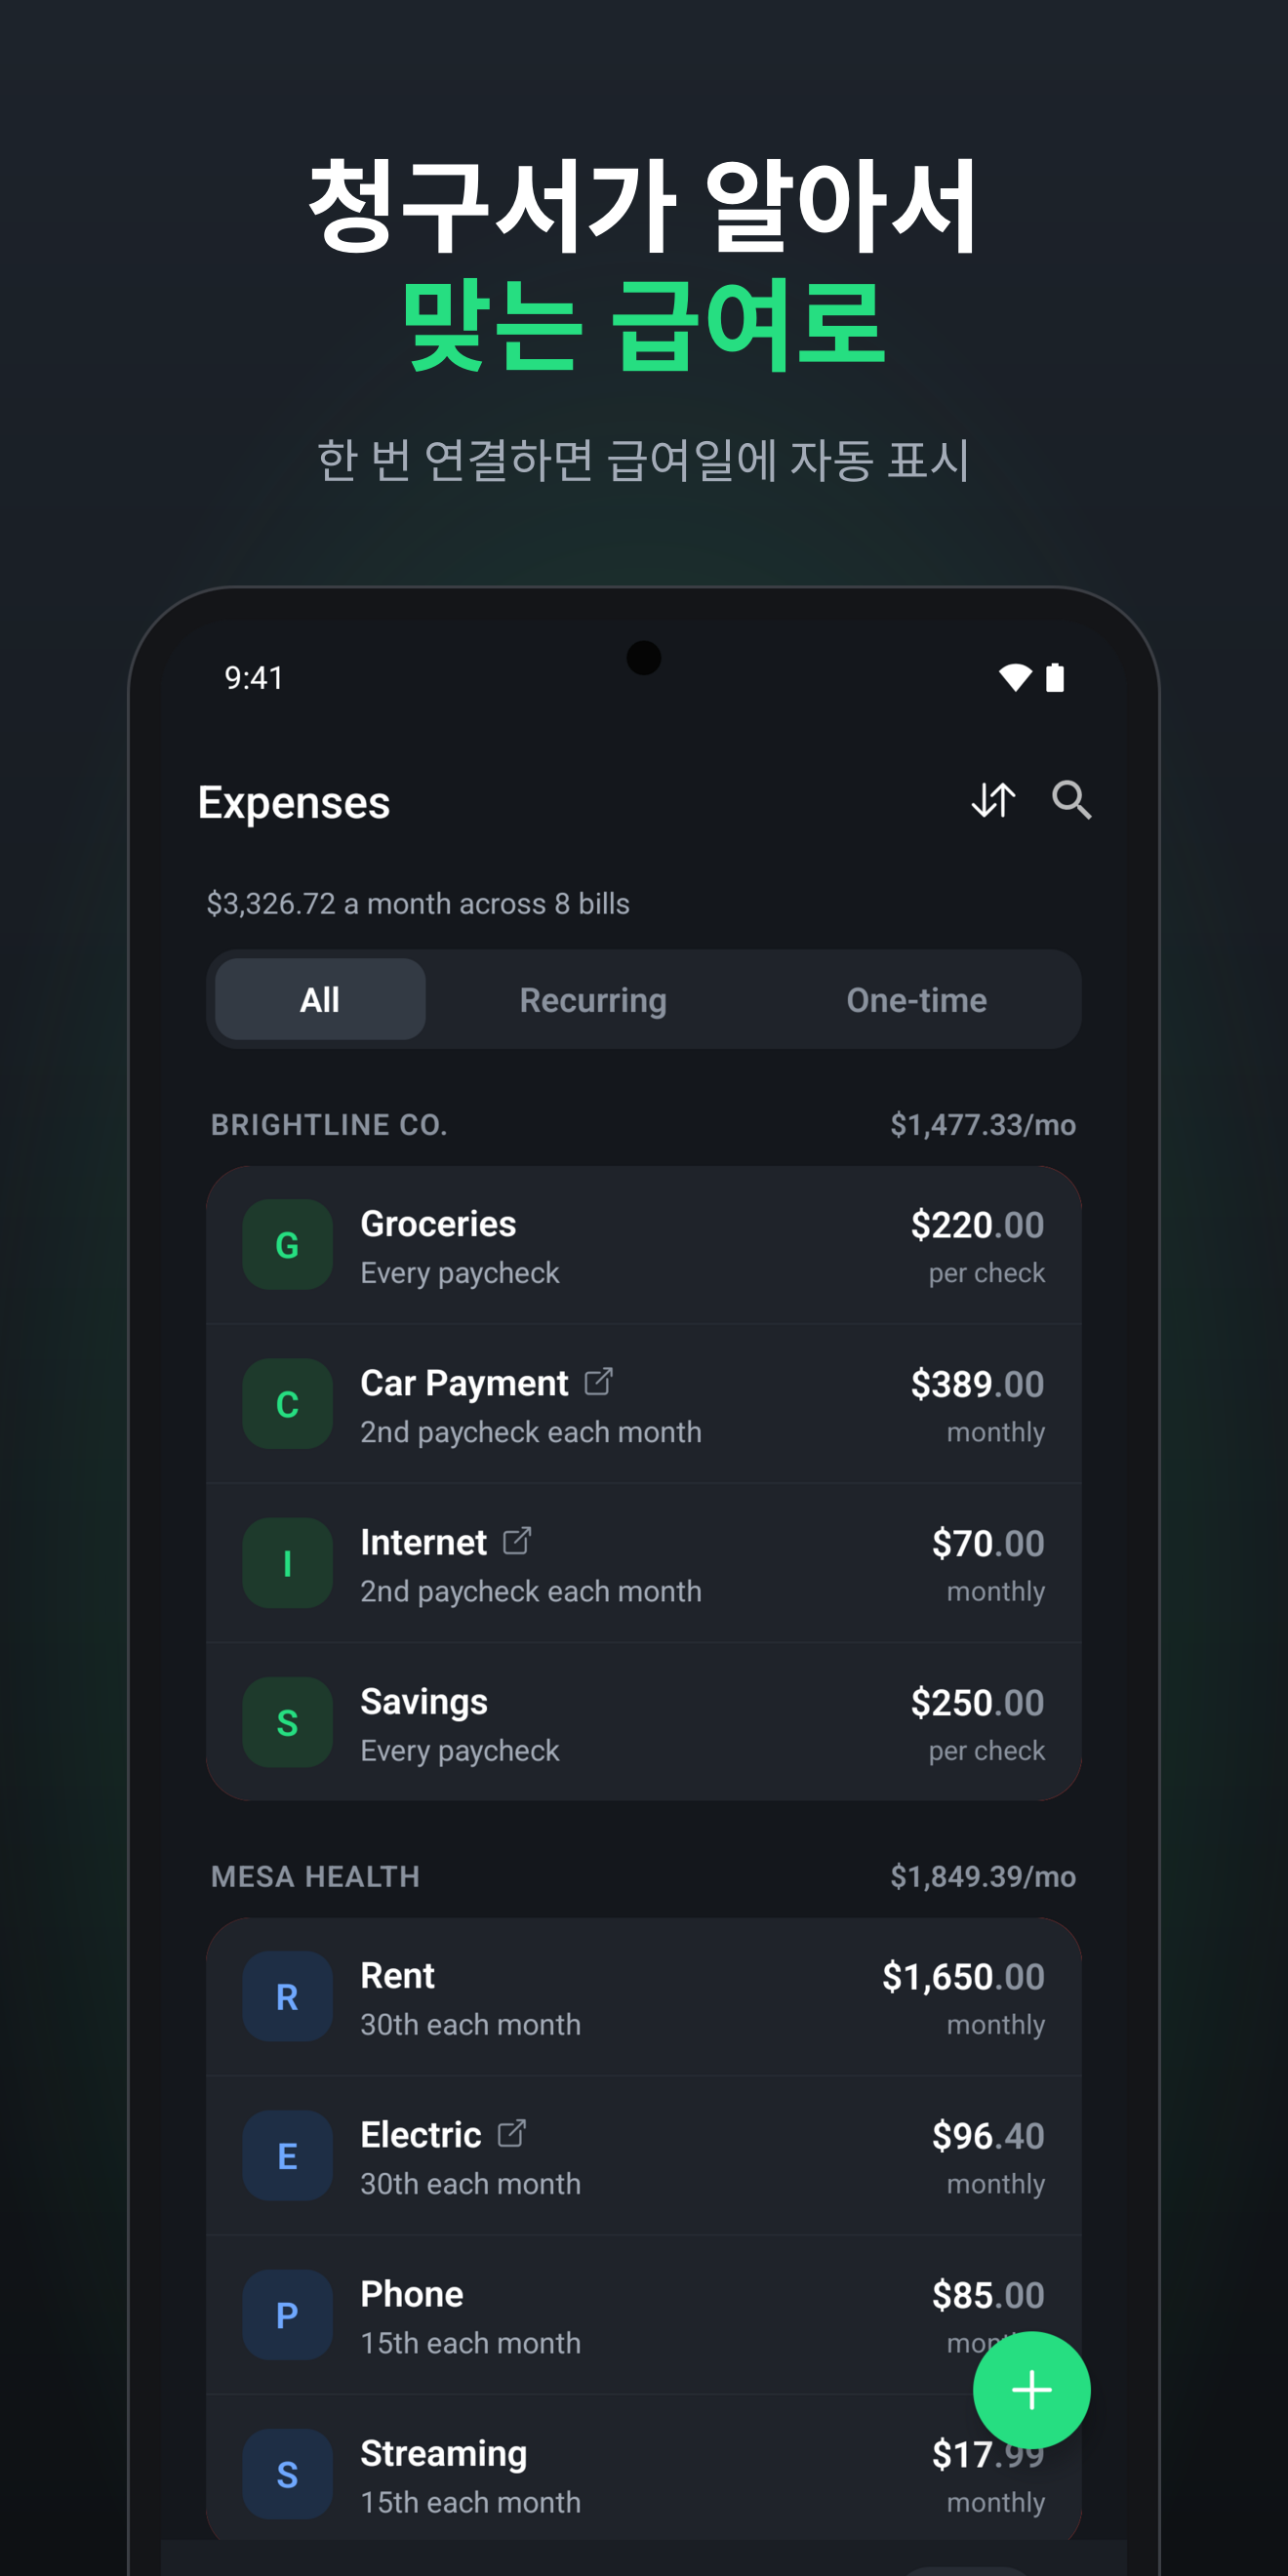 청구서가 알아서
맞는 급여로
한 번 연결하면 급여일에 자동 표시
9:41
Expenses
$3,326.72 a month across 8 bills
All Recurring One-time
BRIGHTLINE CO. $1,477.33/mo
G Groceries $220.00
Every paycheck per check
C Car Payment $389.00
2nd paycheck each month monthly
I Internet $70.00
2nd paycheck each month monthly
S Savings $250.00
Every paycheck per check
MESA HEALTH $1,849.39/mo
R Rent $1,650.00
30th each month monthly
E Electric $96.40
30th each month monthly
P Phone $85.00
15th each month
S Streaming $17.99
15th each month monthly